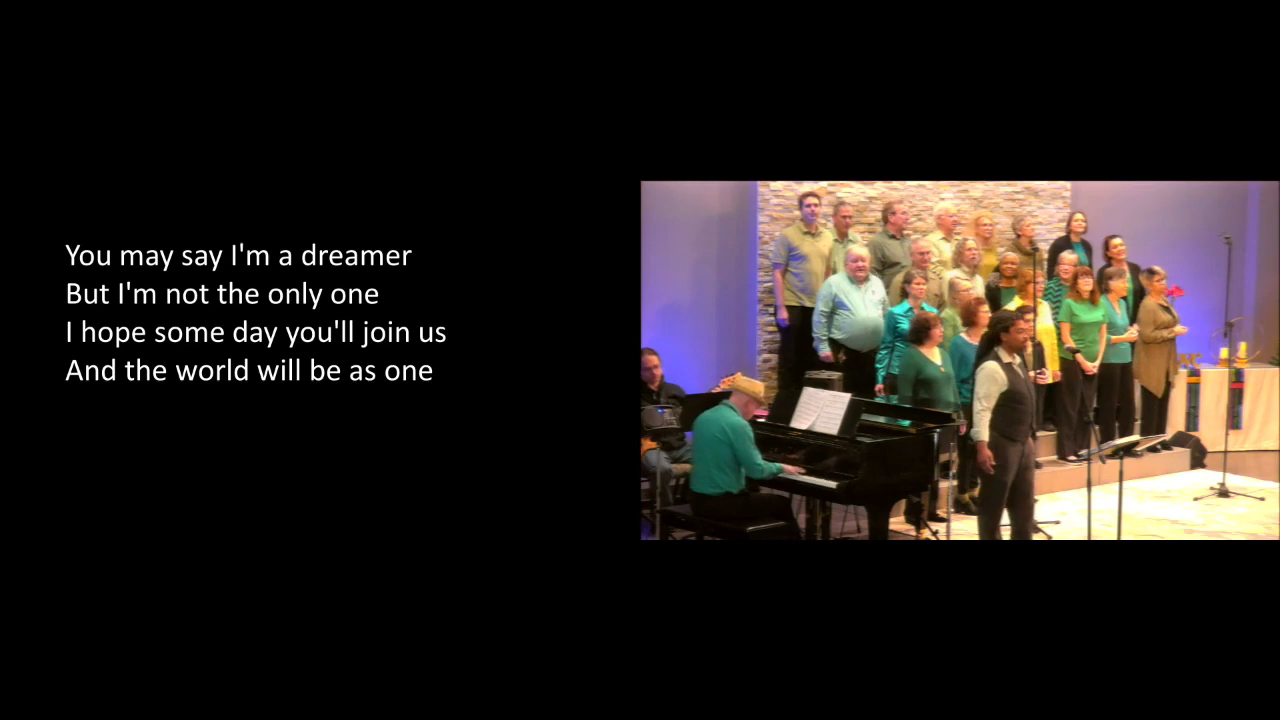 You may say I'm a dreamer
But I'm not the only one
I hope some day you'll join us
And the world will be as one